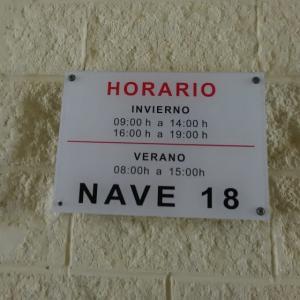 HORARIO
INVIERNO
09:00 h a 14:00 h
16:00 h a 19:00 h
VERANO
08:00h a 15:00h
NAVE 18